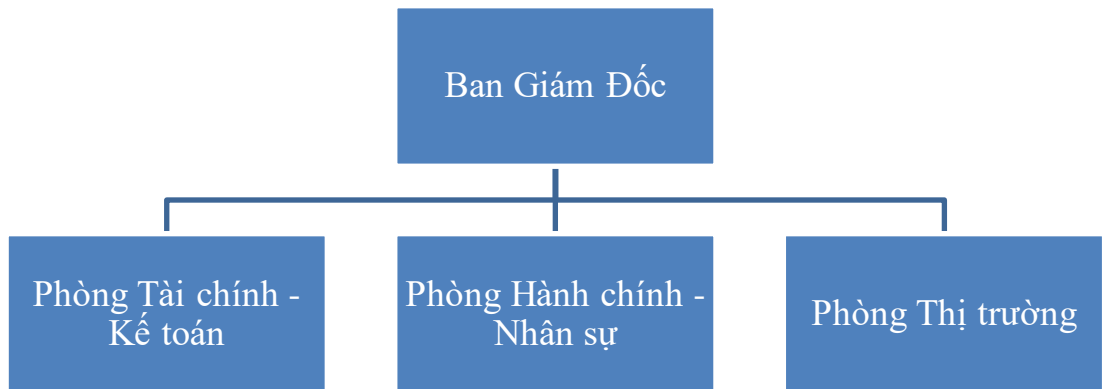 Ban Giám Đốc
Phòng Tài chính -
Kế toán
Phòng Hành chính -
Nhân sự
Phòng Thị trường